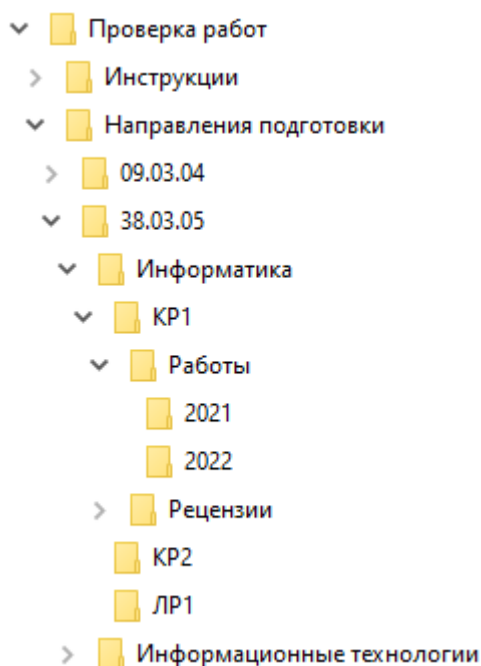 Проверка работ
Инструкции
Направления подготовки
09.03.04
38.03.05
Информатика
КР1
Работы
2021
2022
Рецензии
КР2
ЛР1
Информационные технологии